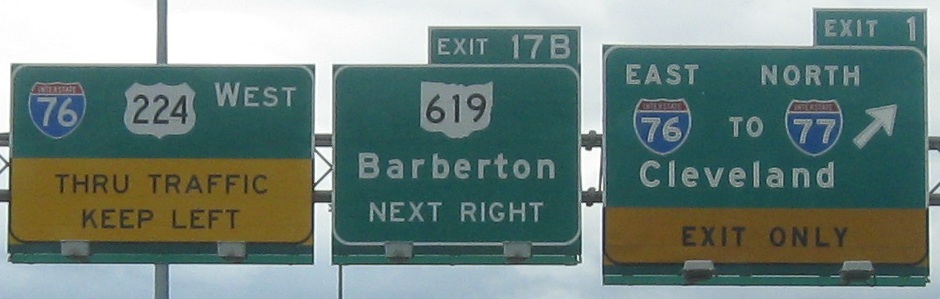 INTERSTATE 76 224 WEST
THRU TRAFFIC
KEEP LEFT
EXIT 17B
619
Barberton
NEXT RIGHT
EXIT 1
EAST NORTH
INTERSTATE 76 TO INTERSTATE 77
Cleveland
EXIT ONLY